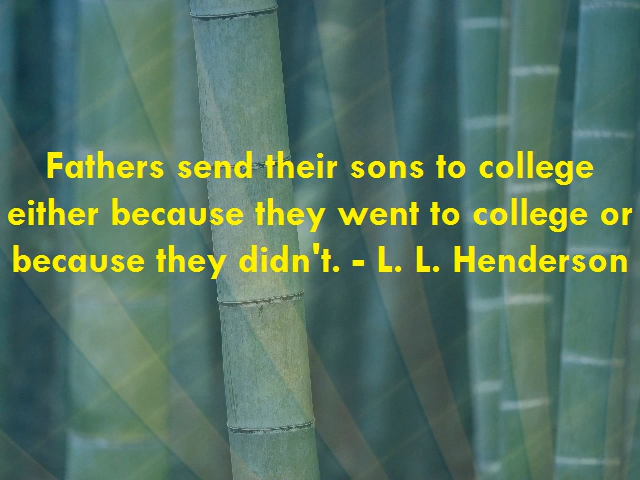 Fathers send their sons to college
either because they went to college or
because they didn't. - L. L. Henderson